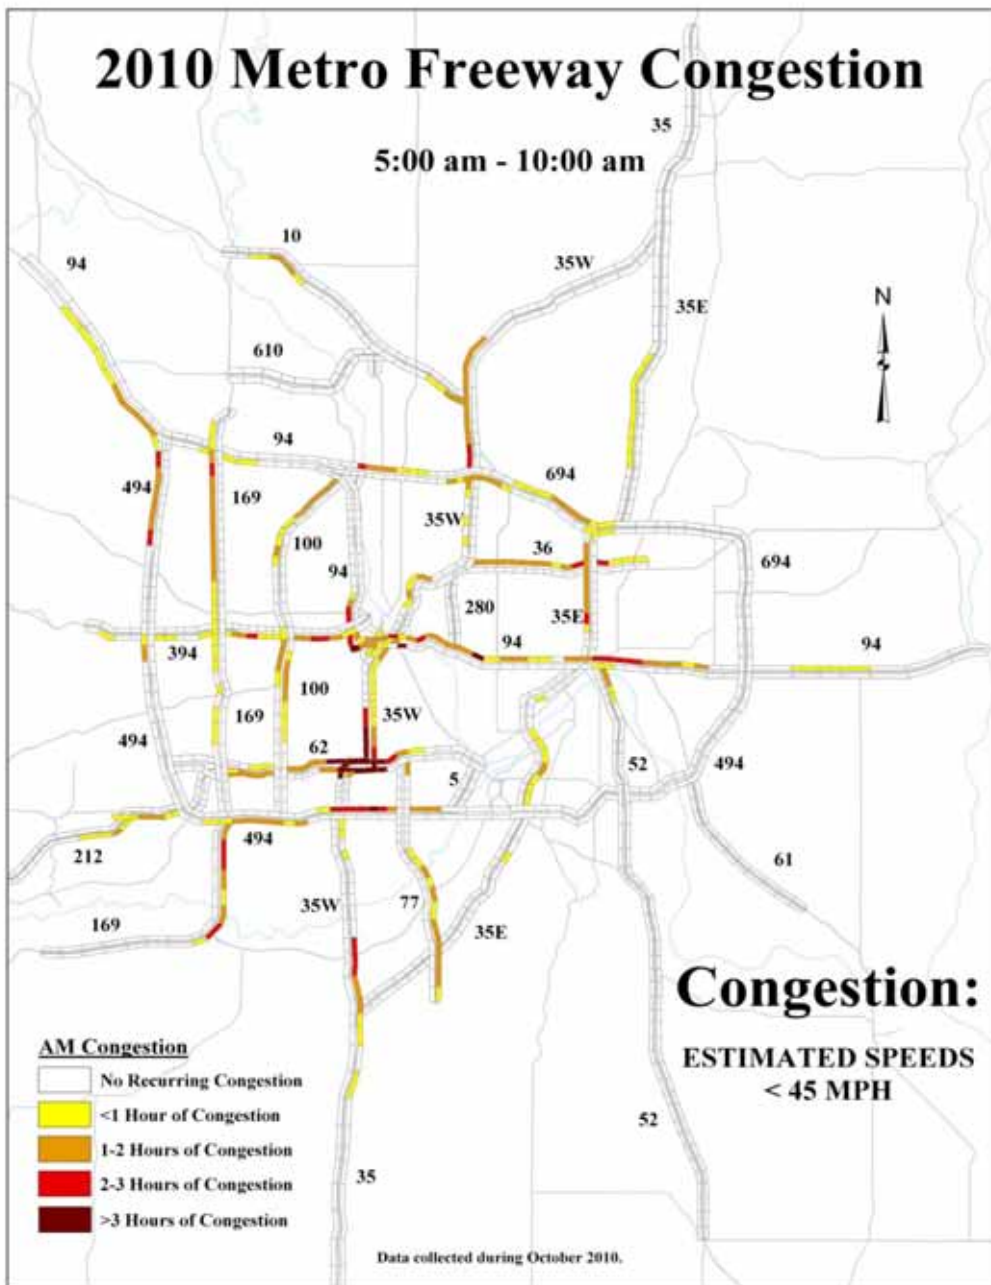 2010 Metro Freeway Congestion
35
5:00 am - 10:00 am
10
94
35W
35E
N
610
94
494
169
694
35W
100
36
94
694
280
35E
394
94
94
100
169
35W
494
62
52
494
5
494
212
61
35W
77
169
35E
Congestion:
AM Congestion
ESTIMATED SPEEDS
< 45 MPH
No Recurring Congestion
<1 Hour of Congestion
52
1-2 Hours of Congestion
35
2-3 Hours of Congestion
>3 Hours of Congestion
Data collected during October 2010.